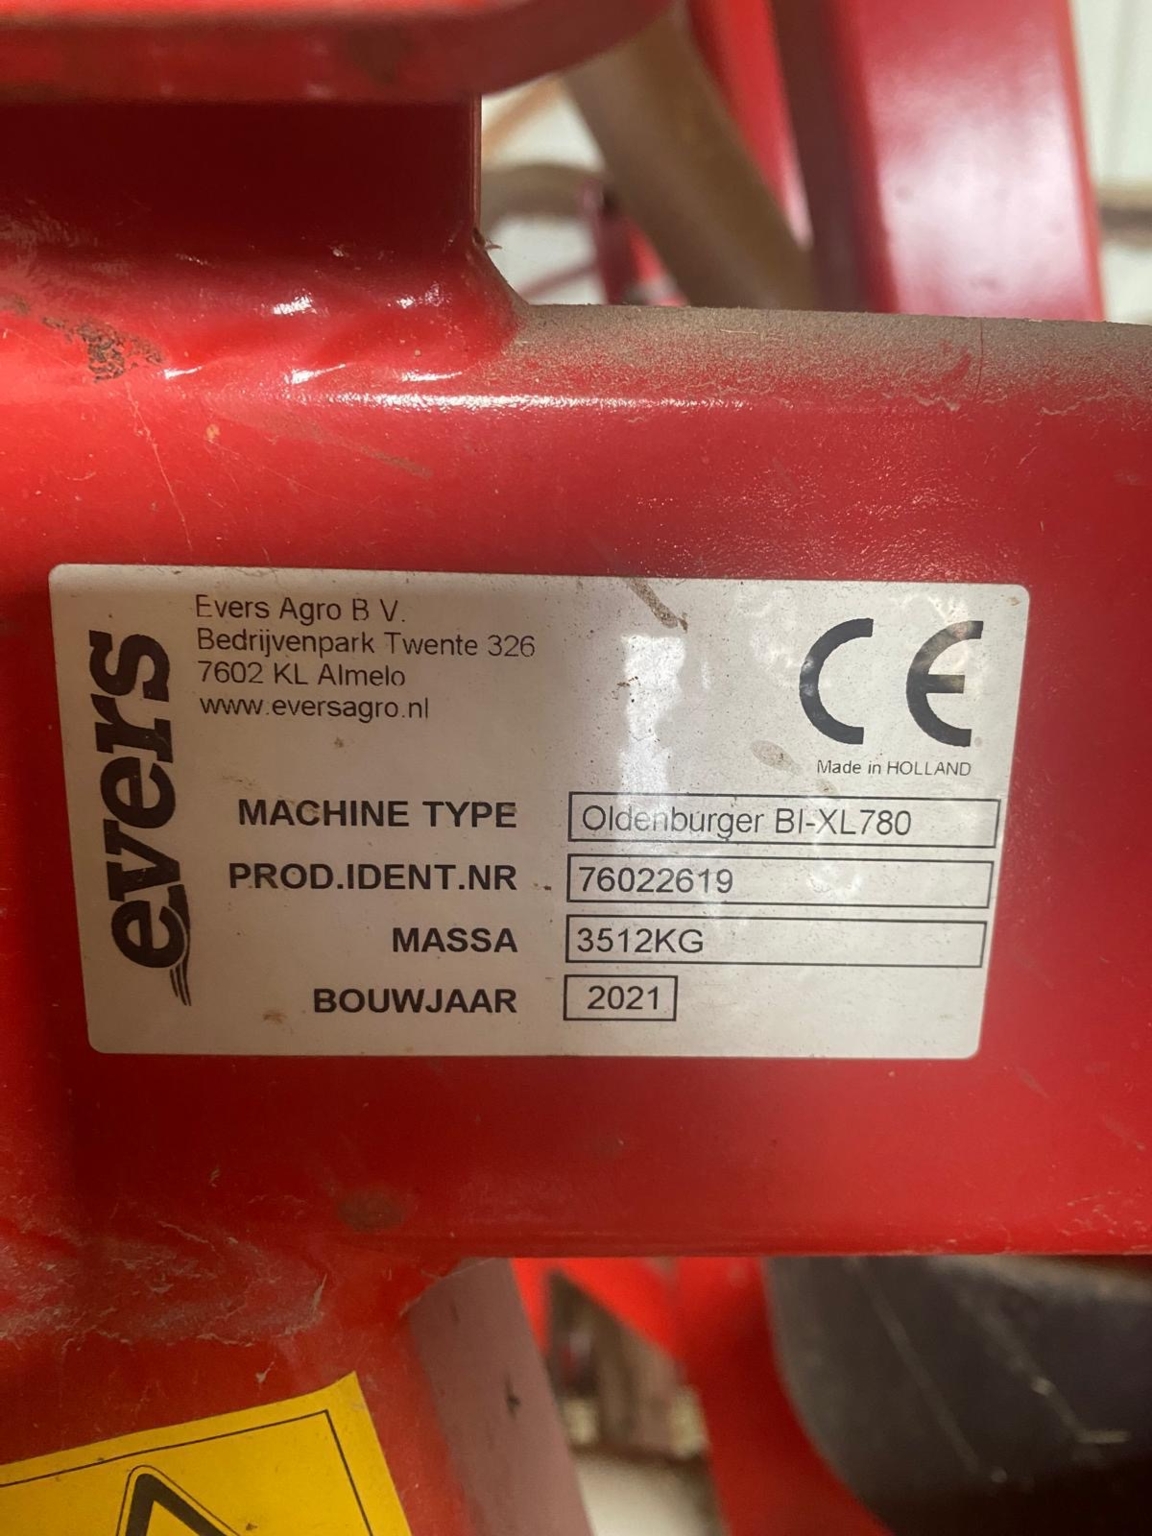 evers
Evers Agro B V.
Bedrijvenpark Twente 326
7602 KL Almelo
www.eversagro.nl
CE
Made in HOLLAND
MACHINE TYPE Oldenburger BI-XL780
PROD.IDENT.NR 76022619
MASSA 3512KG
BOUWJAAR 2021